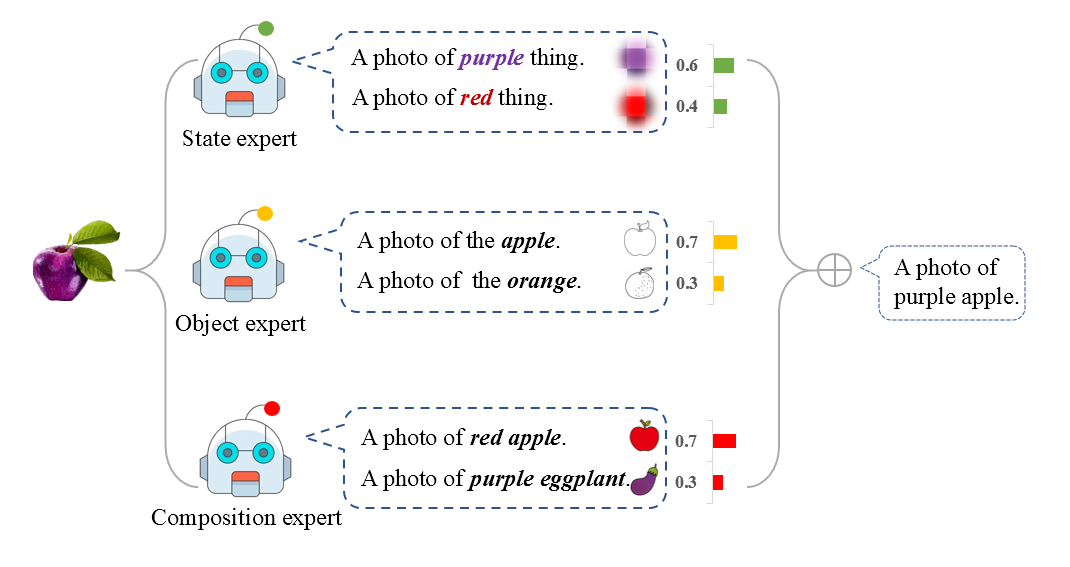 A photo of purple thing.
0.6
A photo of red thing.
0.4
State expert
A photo of the apple.
0.7
A photo of the orange.
0.3
Object expert
A photo of
purple apple.
A photo of red apple.
0.7
A photo of purple eggplant.
0.3
Composition expert